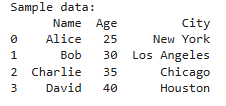 Sample data:
Name Age City
0 Alice 25 New York
1 Bob 30 Los Angeles
2 Charlie 35 Chicago
3 David 40 Houston